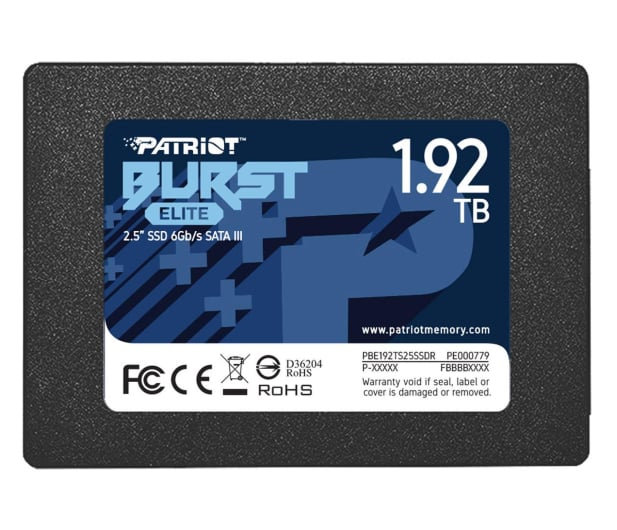 PATRIOT™
BURST
ELITE
2.5" SSD 6Gb/s SATA III
1.92
TB
www.patriotmemory.com
PBE192TS25SSDR PE000779
P-XXXXX FBBBBXXXX
Warranty void if seal, label or
cover is damaged or removed.
FC CE
D36204
RoHS
RoHS